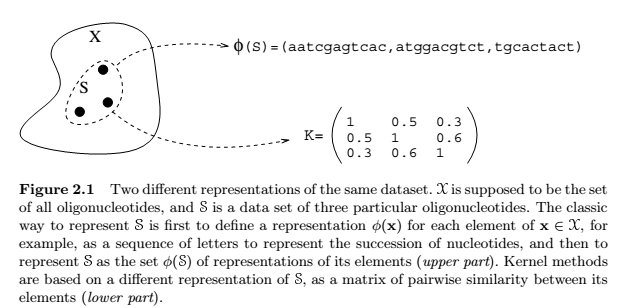 X
ϕ(S)=(aatcgagtcac,atggacgtct,tgcactact)
S
K= 
1 0.5 0.3
0.5 1 0.6
0.3 0.6 1
Figure 2.1 Two different representations of the same dataset. 𝒳 is supposed to be the set
of all oligonucleotides, and 𝒮 is a data set of three particular oligonucleotides. The classic
way to represent 𝒮 is first to define a representation ϕ(x) for each element of x ∈ 𝒳, for
example, as a sequence of letters to represent the succession of nucleotides, and then to
represent 𝒮 as the set ϕ(𝒮) of representations of its elements (upper part). Kernel methods
are based on a different representation of 𝒮, as a matrix of pairwise similarity between its
elements (lower part).